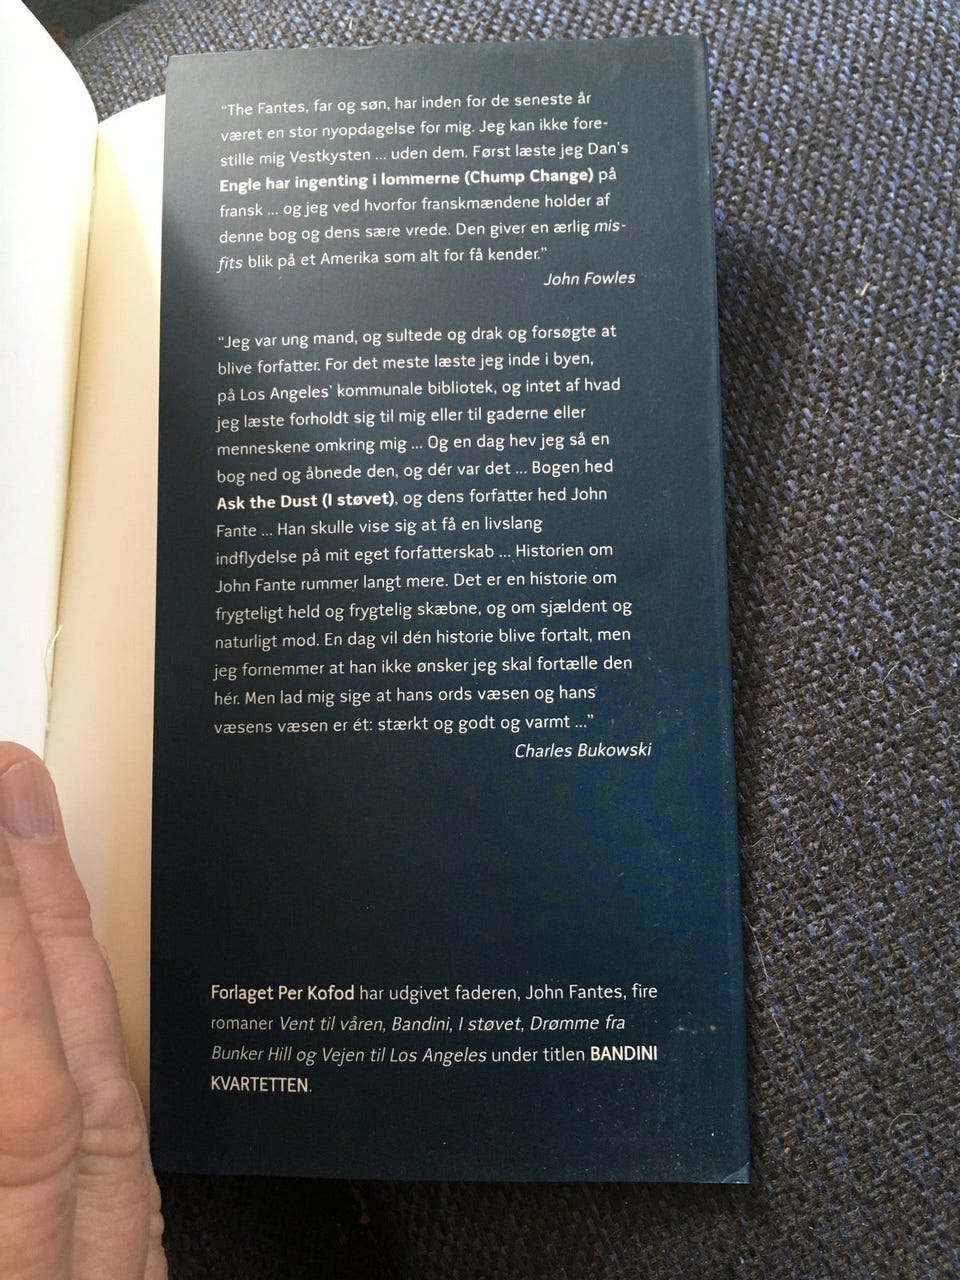 “The Fantes, far og søn, har inden for de seneste år
været en stor nyopdagelse for mig. Jeg kan ikke fore-
stille mig Vestkysten ... uden dem. Først læste jeg Dan's
Engle har ingenting i lommerne (Chump Change) på
fransk ... og jeg ved hvorfor franskmændene holder af
denne bog og dens sære vrede. Den giver en ærlig mis-
fits blik på et Amerika som alt for få kender.”
John Fowles
“Jeg var ung mand, og sultede og drak og forsøgte at
blive forfatter. For det meste læste jeg inde i byen,
på Los Angeles’ kommunale bibliotek, og intet af hvad
jeg læste forholdt sig til mig eller til gaderne eller
menneskene omkring mig ... Og en dag hev jeg så en
bog ned og åbnede den, og dér var det ... Bogen hed
Ask the Dust (I støvet), og dens forfatter hed John
Fante ... Han skulle vise sig at få en livslang
indflydelse på mit eget forfatterskab ... Historien om
John Fante rummer langt mere. Det er en historie om
frygteligt held og frygtelig skæbne, og om sjældent og
naturligt mod. En dag vil dén historie blive fortalt, men
jeg fornemmer at han ikke ønsker jeg skal fortælle den
hér. Men lad mig sige at hans ords væsen og hans
væsens væsen er ét: stærkt og godt og varmt ...”
Charles Bukowski
Forlaget Per Kofod har udgivet faderen, John Fantes, fire
romaner Vent til våren, Bandini, I støvet, Drømme fra
Bunker Hill og Vejen til Los Angeles under titlen BANDINI
KVARTETTEN.